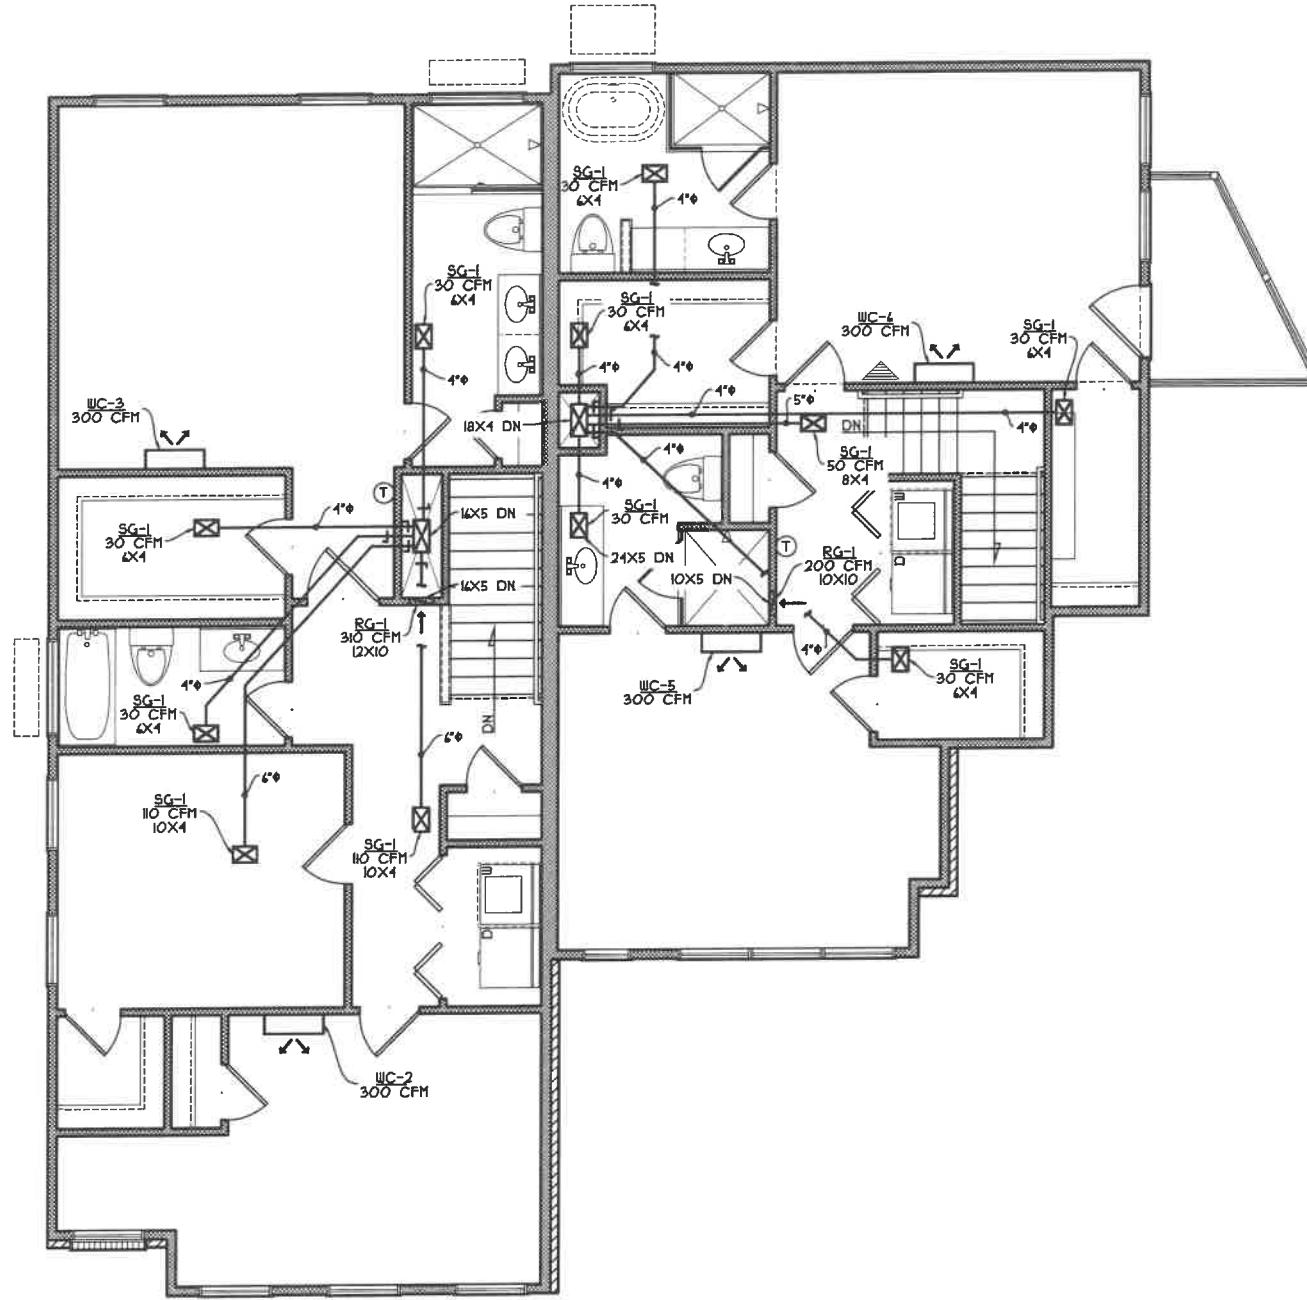 SG-1
30 CFM
6X4
4"Φ
SG-1
30 CFM
6X4
4"Φ
SG-1
30 CFM
6X4
4"Φ
4"Φ
WC-6
300 CFM
SG-1
30 CFM
6X4
WC-3
300 CFM
18X4 DN
4"Φ
5"Φ
4"Φ
DN
SG-1
50 CFM
8X4
4"Φ
4"Φ
T
4"Φ
SG-1
30 CFM
6X4
16X5 DN
SG-1
30 CFM
24X5 DN
W
D
T
RG-1
200 CFM
10X10
10X5 DN
16X5 DN
RG-1
310 CFM
12X10
4"Φ
SG-1
30 CFM
6X4
4"Φ
SG-1
30 CFM
6X4
WC-5
300 CFM
DN
6"Φ
6"Φ
SG-1
110 CFM
10X4
SG-1
110 CFM
10X4
W
D
WC-2
300 CFM